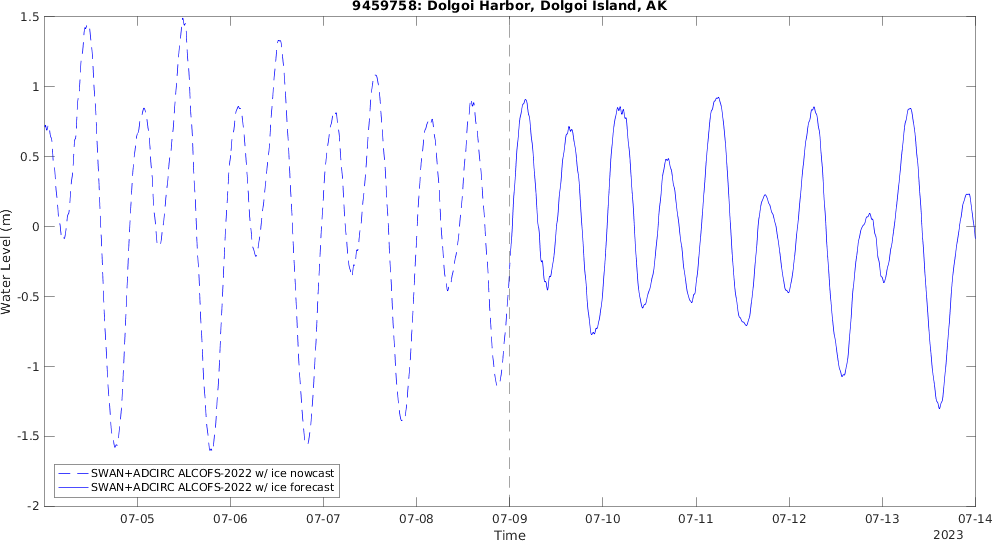 9459758: Dolgoi Harbor, Dolgoi Island, AK
1.5
1
0.5
0
-0.5
-1
-1.5
-2
Water Level (m)
SWAN+ADCIRC ALCOFS-2022 w/ ice nowcast
SWAN+ADCIRC ALCOFS-2022 w/ ice forecast
07-05 07-06 07-07 07-08 07-09 07-10 07-11 07-12 07-13 07-14
Time
2023